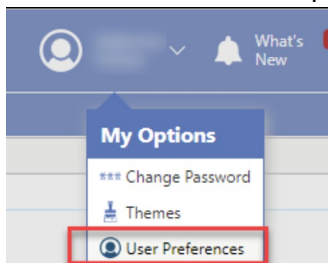 What's
New
My Options
*** Change Password
Themes
User Preferences